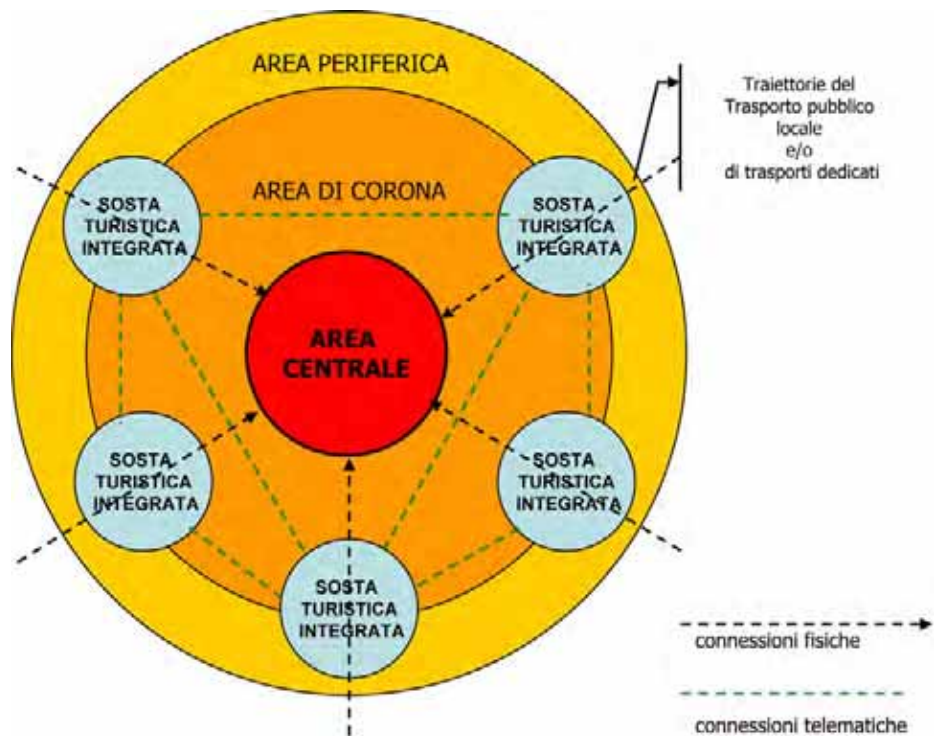 AREA PERIFERICA
Traiettorie del
Trasporto pubblico
locale
e/o
di trasporti dedicati
AREA DI CORONA
SOSTA
TURISTICA
INTEGRATA
SOSTA
TURISTICA
INTEGRATA
AREA
CENTRALE
SOSTA
TURISTICA
INTEGRATA
SOSTA
TURISTICA
INTEGRATA
SOSTA
TURISTICA
INTEGRATA
connessioni fisiche
connessioni telematiche